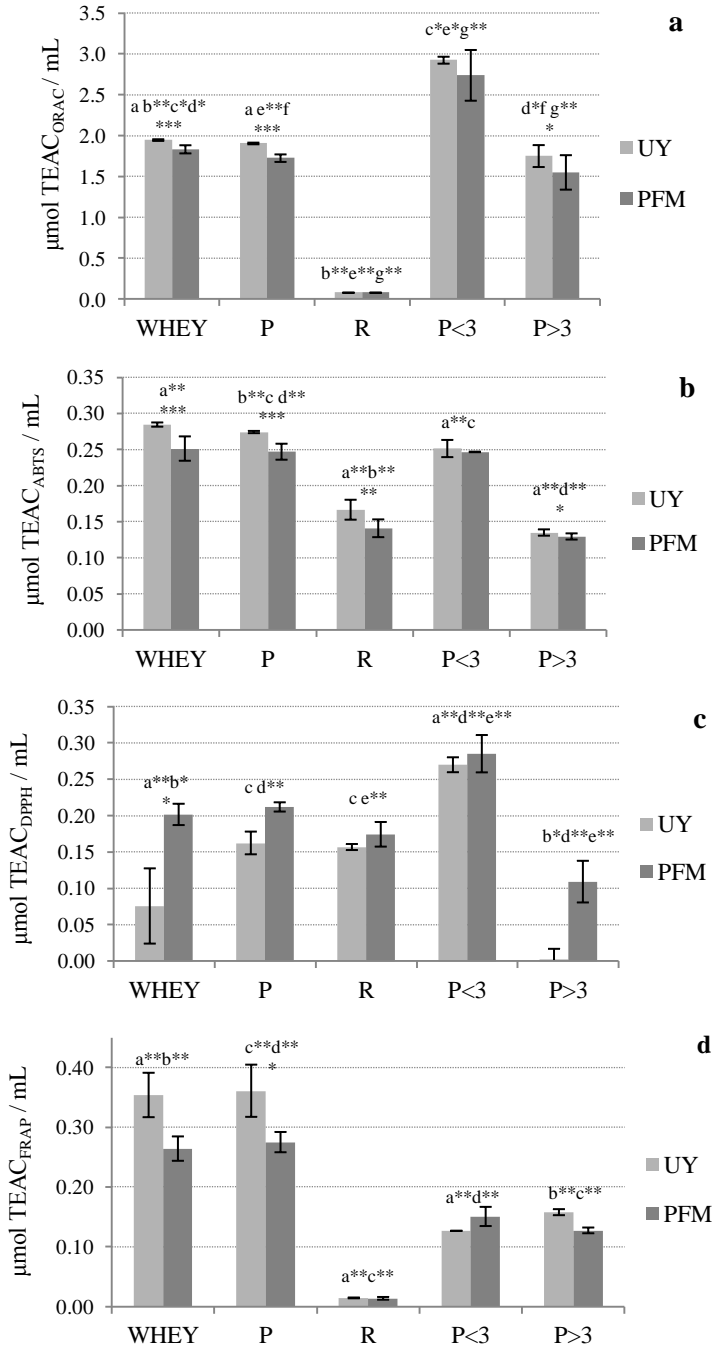 a
3.5
3.0
2.5
2.0
1.5
1.0
0.5
0.0
µmol TEAC_ORAC / mL
a b**c*d*
***
a e**f
***
b**e**g**
c*e*g**
d*f g**
*
WHEY P R P<3 P>3
UY
PFM
b
0.35
0.30
0.25
0.20
0.15
0.10
0.05
0.00
µmol TEAC_ABTS / mL
a**
***
b**c d**
***
a**b**
**
a**c
a**d**
*
WHEY P R P<3 P>3
UY
PFM
c
0.35
0.30
0.25
0.20
0.15
0.10
0.05
0.00
µmol TEAC_DPPH / mL
a**b*
*
c d**
c e**
a**d**e**
b*d**e**
WHEY P R P<3 P>3
UY
PFM
d
0.40
0.30
0.20
0.10
0.00
µmol TEAC_FRAP / mL
a**b**
c**d**
*
a**c**
a**d**
b**c**
WHEY P R P<3 P>3
UY
PFM